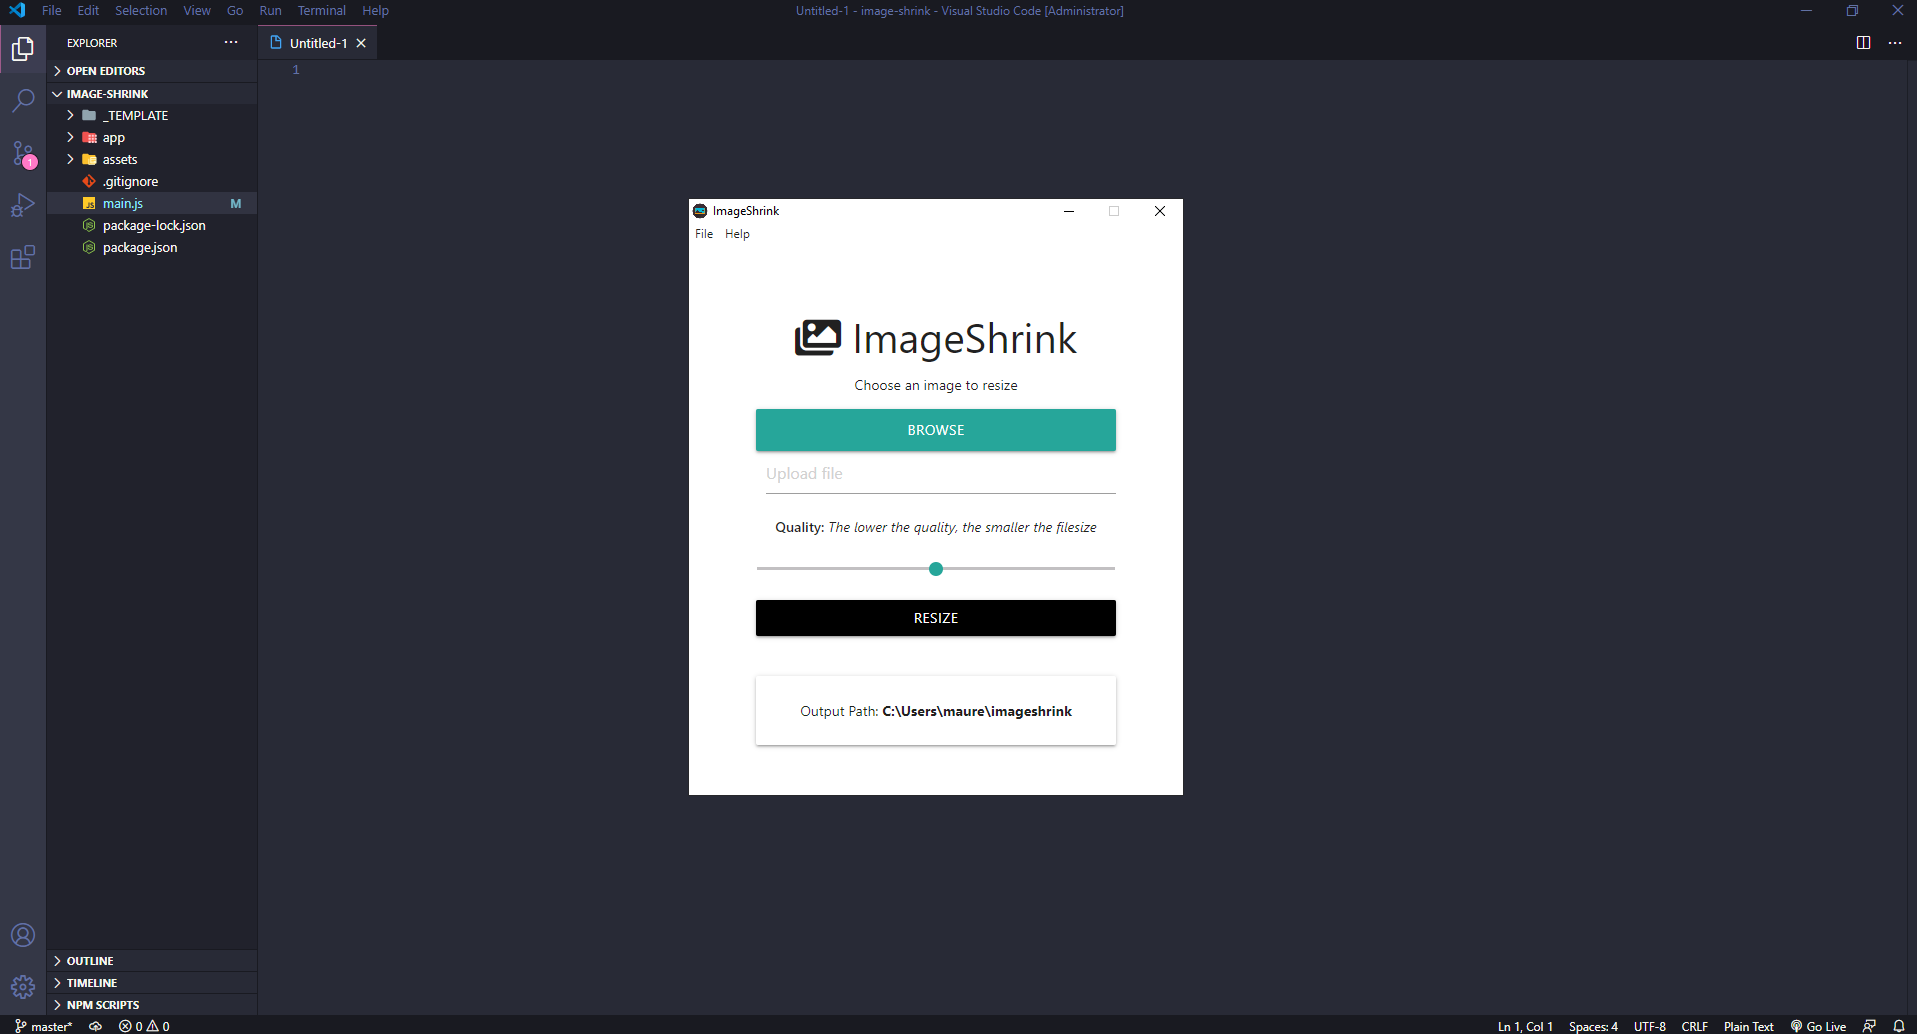 File Edit Selection View Go Run Terminal Help
Untitled-1 - image-shrink - Visual Studio Code [Administrator]
EXPLORER
Untitled-1
OPEN EDITORS
1
IMAGE-SHRINK
_TEMPLATE
app
assets
.gitignore
main.js M
package-lock.json
package.json
1
ImageShrink
File Help
ImageShrink
Choose an image to resize
BROWSE
Upload file
Quality: The lower the quality, the smaller the filesize
RESIZE
Output Path: C:\Users\maure\imageshrink
OUTLINE
TIMELINE
NPM SCRIPTS
master* 0 0
Ln 1, Col 1 Spaces: 4 UTF-8 CRLF Plain Text Go Live